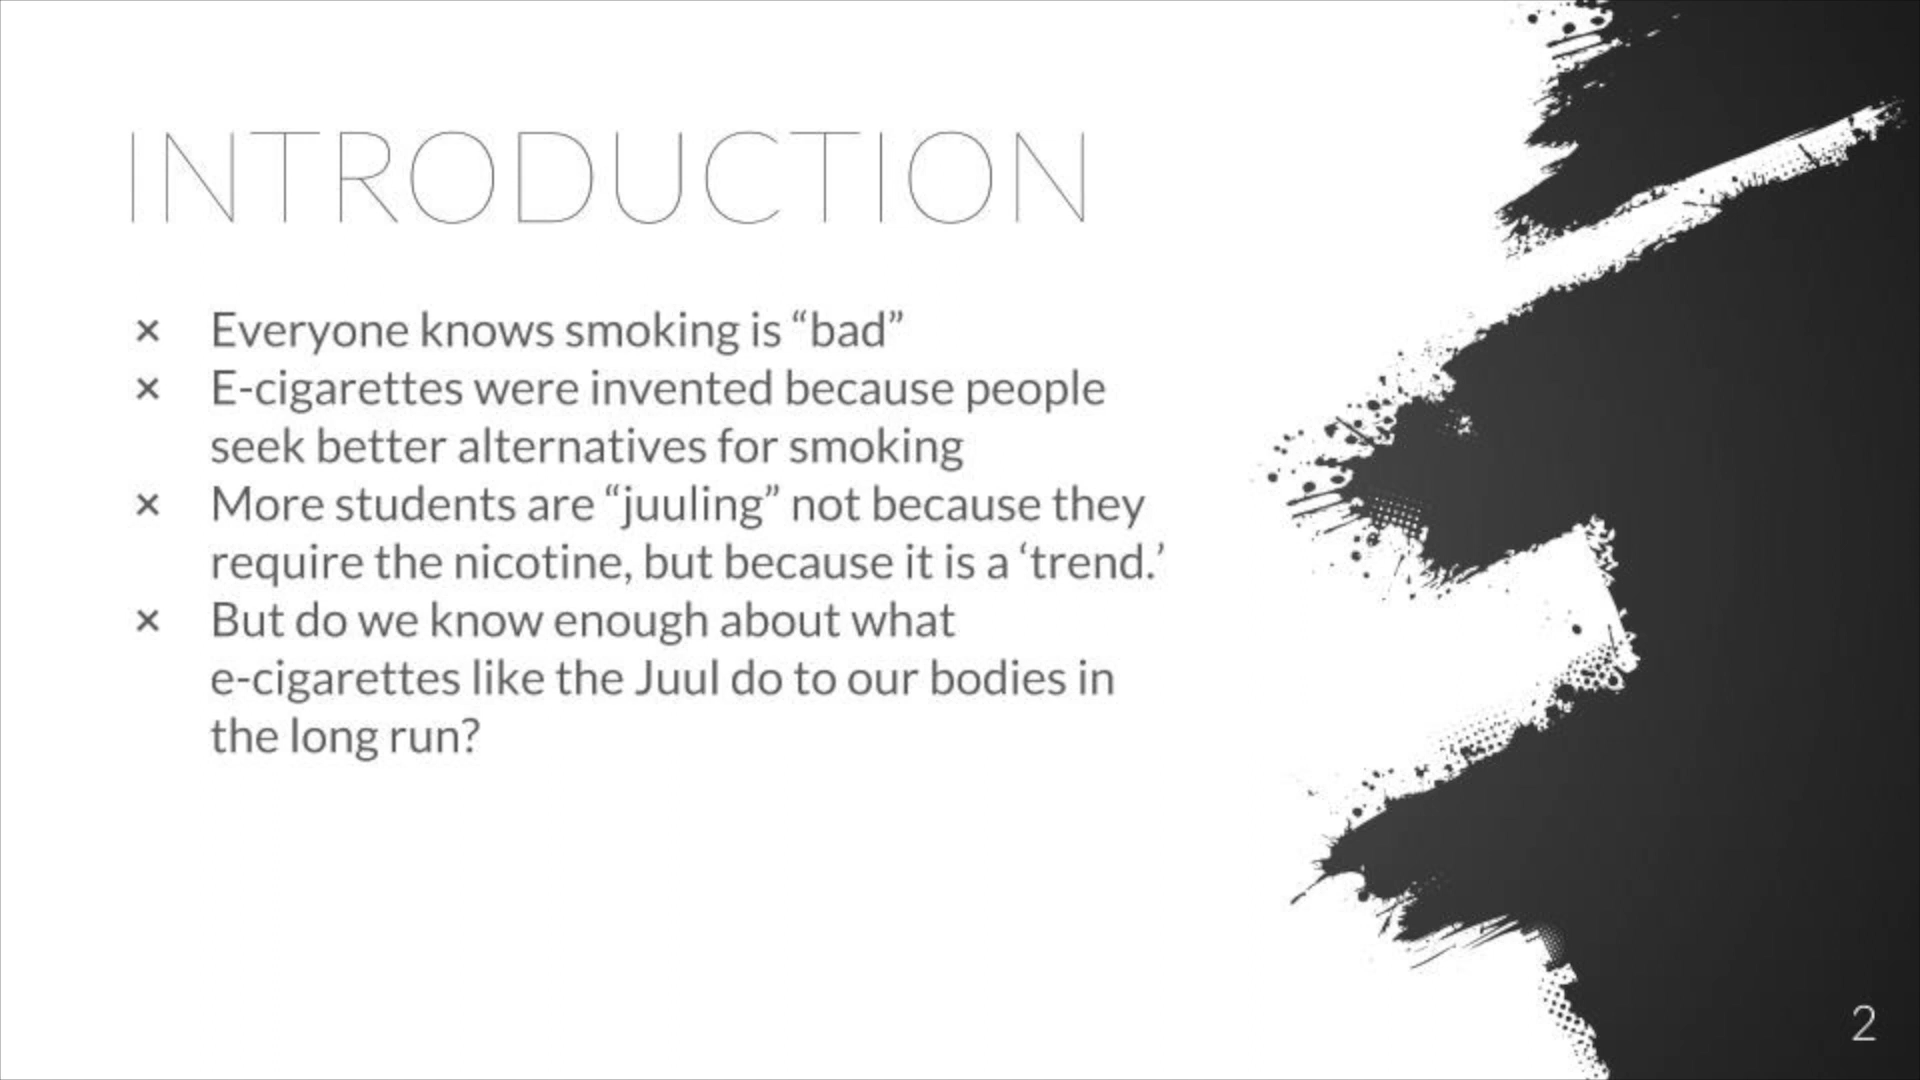 INTRODUCTION
× Everyone knows smoking is “bad”
× E-cigarettes were invented because people
seek better alternatives for smoking
× More students are “juuling” not because they
require the nicotine, but because it is a ‘trend.’
× But do we know enough about what
e-cigarettes like the Juul do to our bodies in
the long run?
2